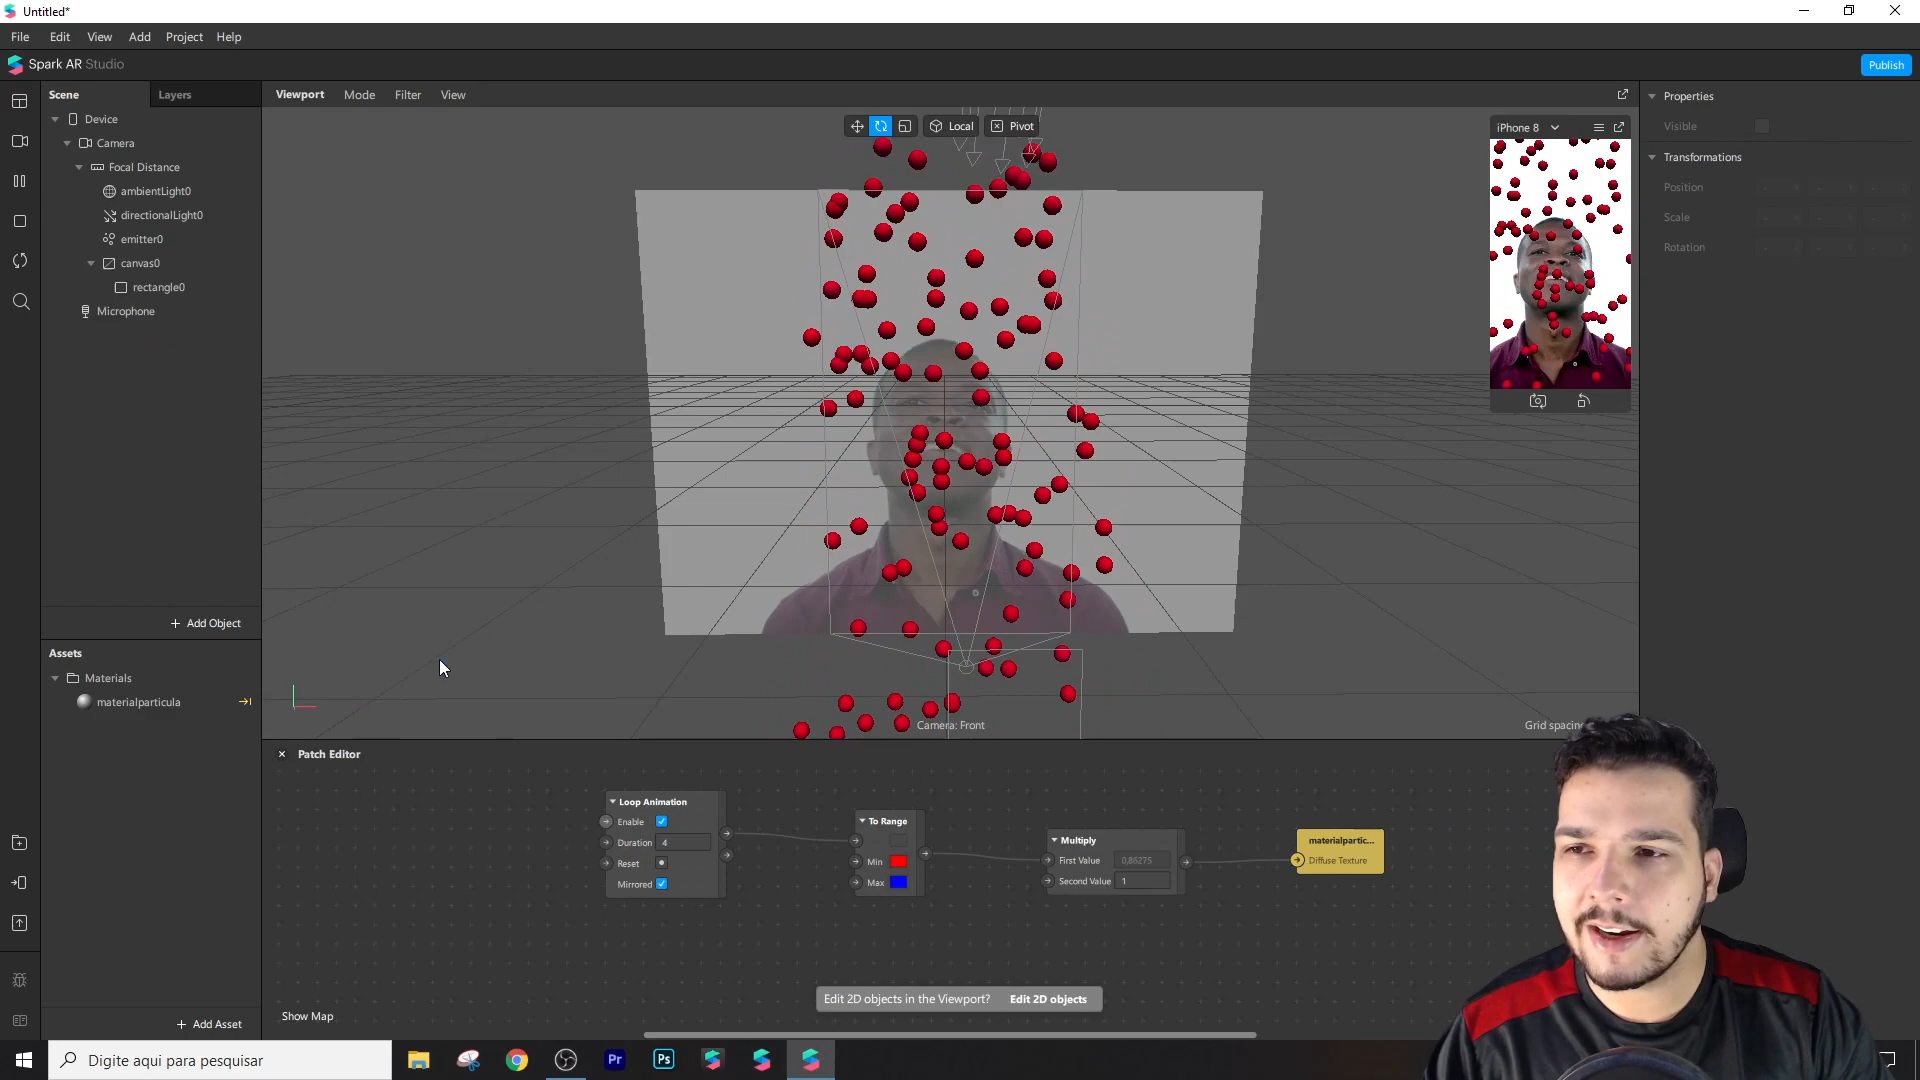 Untitled*
File Edit View Add Project Help
Spark AR Studio
Publish
Scene Layers
Device
Camera
Focal Distance
ambientLight0
directionalLight0
emitter0
canvas0
rectangle0
Microphone
+ Add Object
Assets
Materials
materialparticula
+ Add Asset
Viewport Mode Filter View
Local Pivot
iPhone 8
Camera: Front
Grid spacin
Properties
Visible
Transformations
Position
Scale
Rotation
Patch Editor
Loop Animation
Enable
Duration 4
Reset
Mirrored
To Range
Min
Max
Multiply
First Value 0,86275
Second Value 1
materialpartic...
Diffuse Texture
Edit 2D objects in the Viewport? Edit 2D objects
Show Map
Digite aqui para pesquisar
Pr
Ps